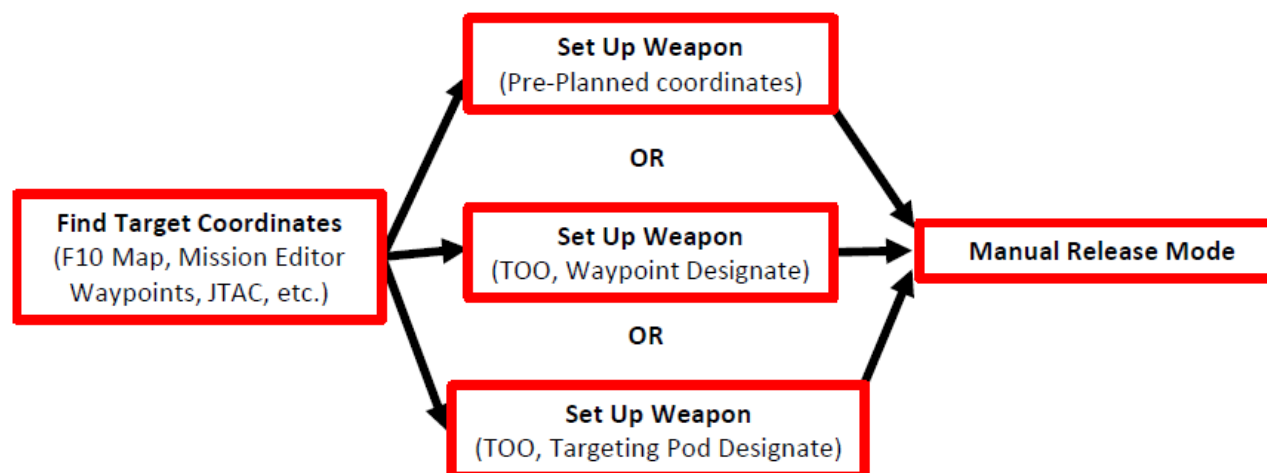 Set Up Weapon
(Pre-Planned coordinates)
OR
Find Target Coordinates
(F10 Map, Mission Editor
Waypoints, JTAC, etc.)
Set Up Weapon
(TOO, Waypoint Designate)
Manual Release Mode
OR
Set Up Weapon
(TOO, Targeting Pod Designate)